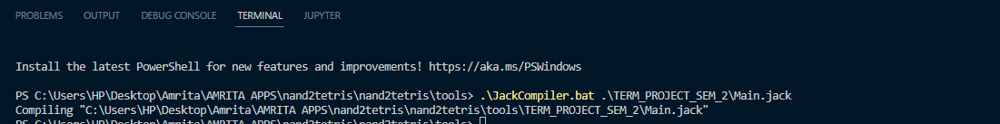 PROBLEMS OUTPUT DEBUG CONSOLE TERMINAL JUPYTER
Install the latest PowerShell for new features and improvements! https://aka.ms/PSWindows
PS C:\Users\HP\Desktop\Amrita\AMRITA APPS\nand2tetris\nand2tetris\tools> .\JackCompiler.bat .\TERM_PROJECT_SEM_2\Main.jack
Compiling "C:\Users\HP\Desktop\Amrita\AMRITA APPS\nand2tetris\nand2tetris\tools\TERM_PROJECT_SEM_2\Main.jack"
PS C:\Users\HP\Desktop\Amrita\AMRITA APPS\nand2tetris\nand2tetris\tools>